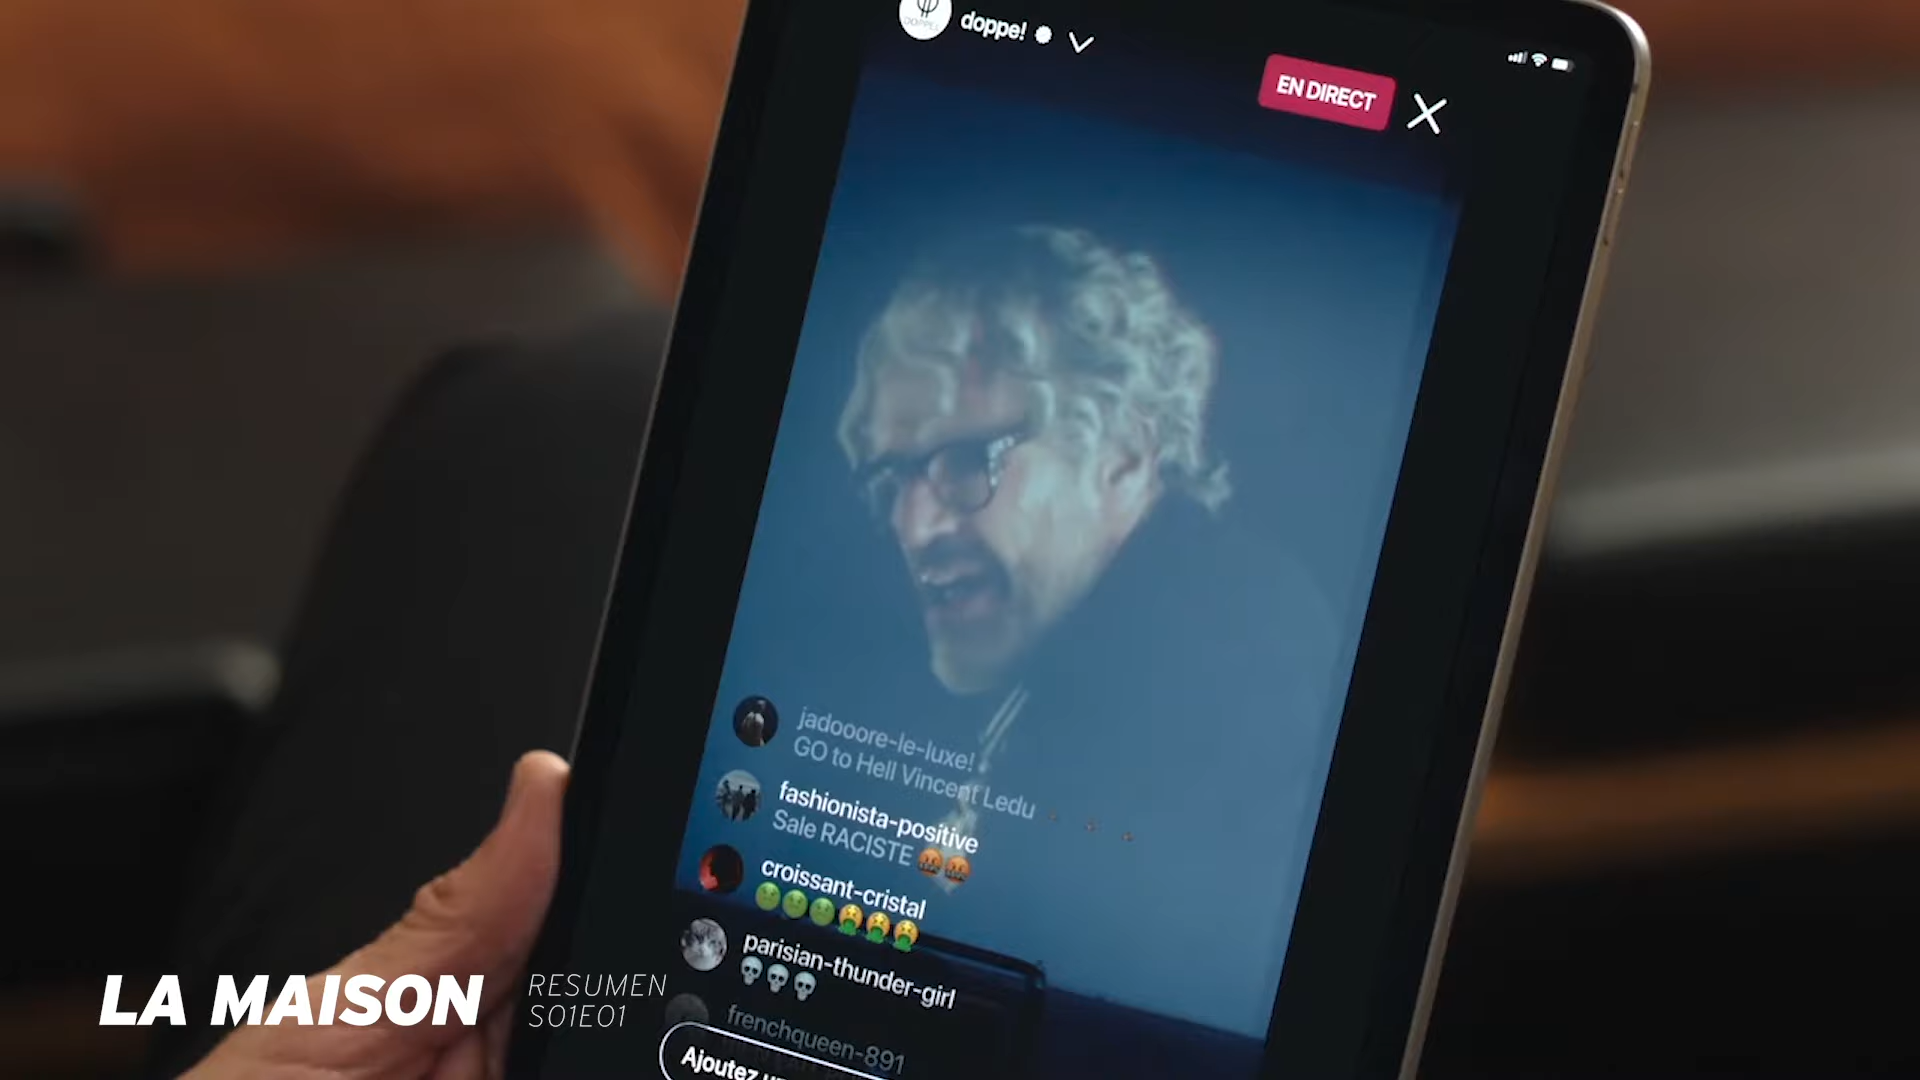 doppe!
EN DIRECT
jadooore-le-luxe!
GO to Hell Vincent Ledu
fashionista-positive
Sale RACISTE 🤬🤬
croissant-cristal
🤢🤢🤢🤮🤮🤮
parisian-thunder-girl
💀💀💀
frenchqueen-891
Ajoutez
LA MAISON
RESUMEN
S01E01